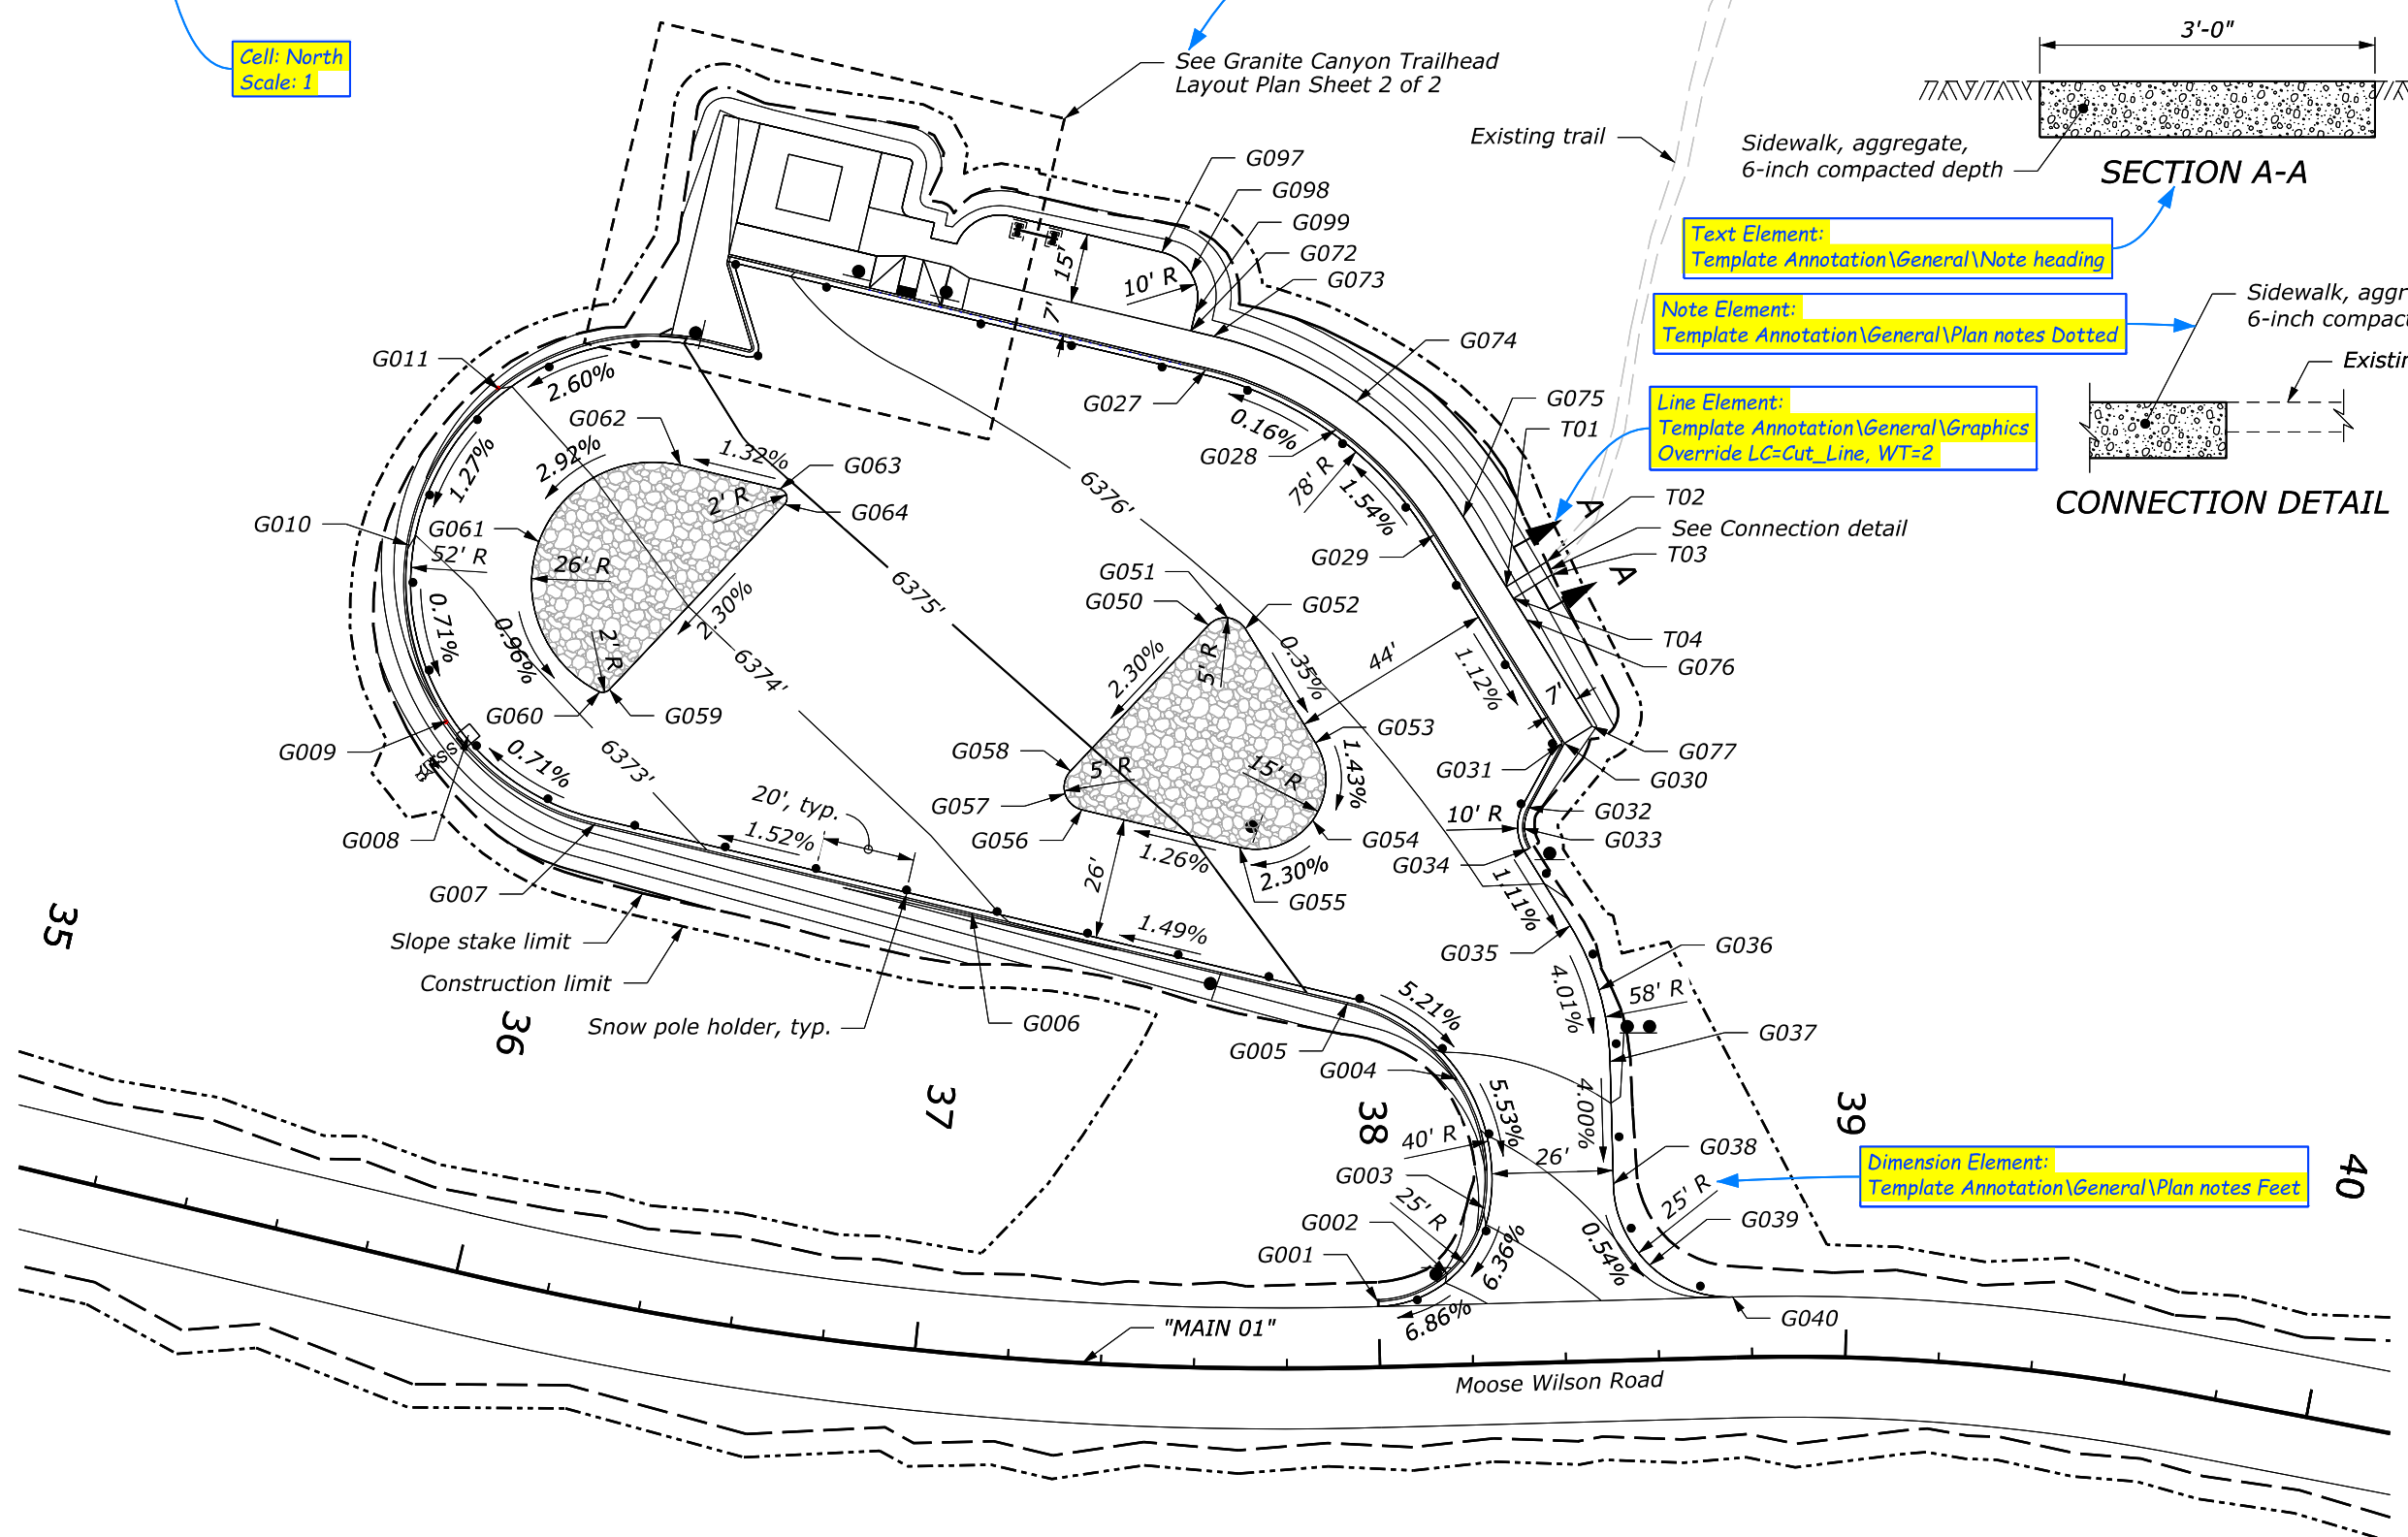 Cell: North
Scale: 1
See Granite Canyon Trailhead
Layout Plan Sheet 2 of 2
Existing trail
3'-0"
Sidewalk, aggregate,
6-inch compacted depth
SECTION A-A
Text Element:
Template Annotation\General\Note heading
Note Element:
Template Annotation\General\Plan notes Dotted
Line Element:
Template Annotation\General\Graphics
Override LC=Cut_Line, WT=2
Sidewalk, aggr
6-inch compact
Existin
CONNECTION DETAIL
G097
G098
G099
G072
G073
15'
10' R
7'
G074
G011
2.60%
G062
G027
0.16%
G028
G075
T01
1.27%
2.92%
1.32%
G063
2' R
G064
6376'
78' R
1.54%
A
T02
See Connection detail
T03
A
G010
G061
52' R
26' R
G029
G051
G050
G052
6375'
0.71%
0.96%
2' R
2.30%
6374'
2.30%
5' R
0.35%
44'
1.12%
7'
T04
G076
G060
G059
G009
0.71%
6373'
G058
5' R
15' R
G053
1.43%
G031
G077
G030
20', typ.
G057
10' R
G032
G008
1.52%
G056
1.26%
G054
G033
G034
2.30%
26'
G007
G055
1.11%
35
Slope stake limit
1.49%
G035
G036
Construction limit
4.01%
58' R
36
Snow pole holder, typ.
G006
5.21%
G005
G037
G004
37
38
5.53%
4.00%
39
40' R
26'
G038
G003
25' R
25' R
Dimension Element:
Template Annotation\General\Plan notes Feet
40
G002
G001
6.36%
0.54%
G039
6.86%
G040
"MAIN 01"
Moose Wilson Road